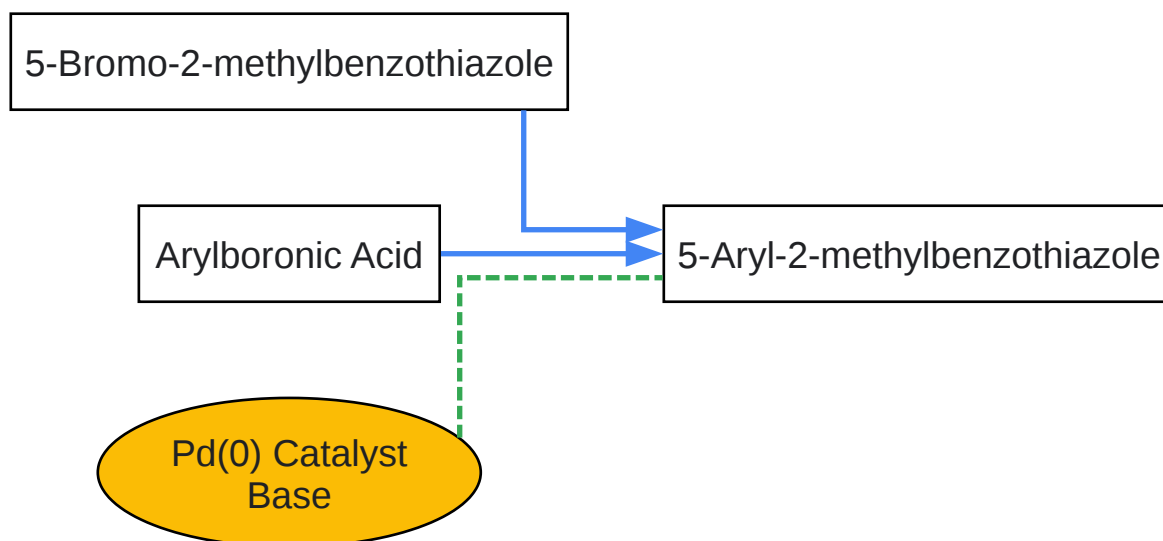 5-Bromo-2-methylbenzothiazole
Arylboronic Acid
5-Aryl-2-methylbenzothiazole
Pd(0) Catalyst
Base